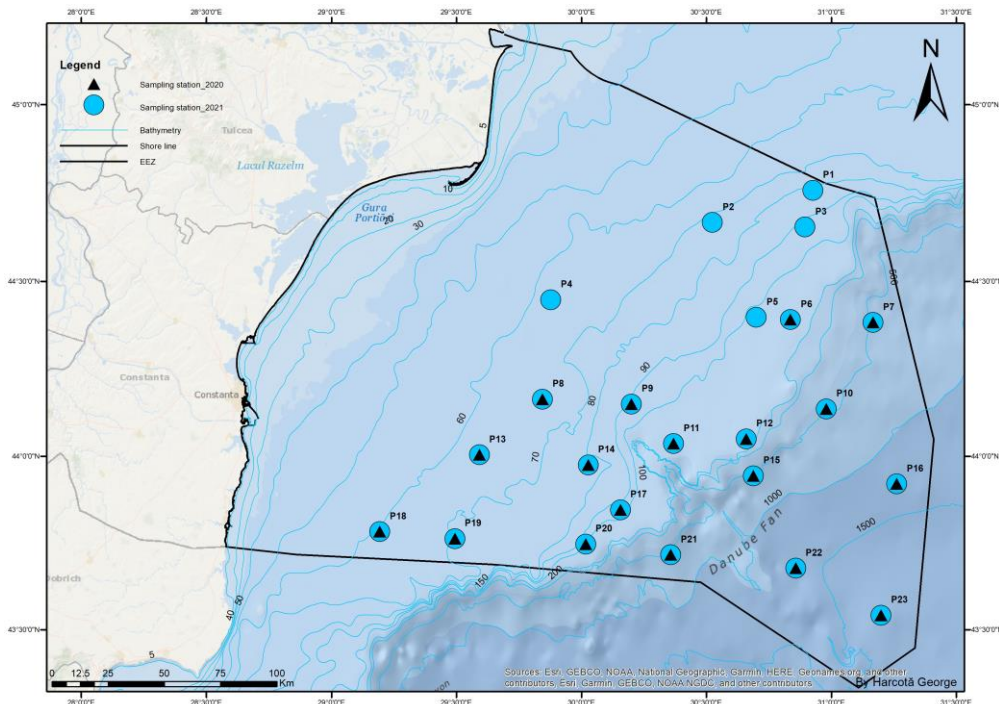 28°0'0"E 28°30'0"E 29°0'0"E 29°30'0"E 30°0'0"E 30°30'0"E 31°0'0"E 31°30'0"E
N
Legend
Sampling station_2020
Sampling station_2021
Bathymetry
Shore line
EEZ
45°0'0"N 45°0'0"N
5
Tulcea
Lacul Razelm
10
Gura
Portiței
20
30
P1
P2
P3
44°30'0"N 44°30'0"N
500
P4
P5
P6
P7
90
Constanta
Constanta
P8
P9
80
60
P10
P11
P12
P13
70
P14
100
P15
P16
44°0'0"N 44°0'0"N
1000
P17
1500
P18
P19
P20
P21
Danube Fan
P22
200
150
Dobrich
50
40
P23
43°30'0"N 43°30'0"N
5
0 12.5 25 50 75 100
Km
Sources: Esri, GEBCO, NOAA, National Geographic, Garmin, HERE, Geonames.org, and other
contributors, Esri, Garmin, GEBCO, NOAA NGDC, and other contributors
By Harcotă George
28°0'0"E 28°30'0"E 29°0'0"E 29°30'0"E 30°0'0"E 30°30'0"E 31°0'0"E 31°30'0"E